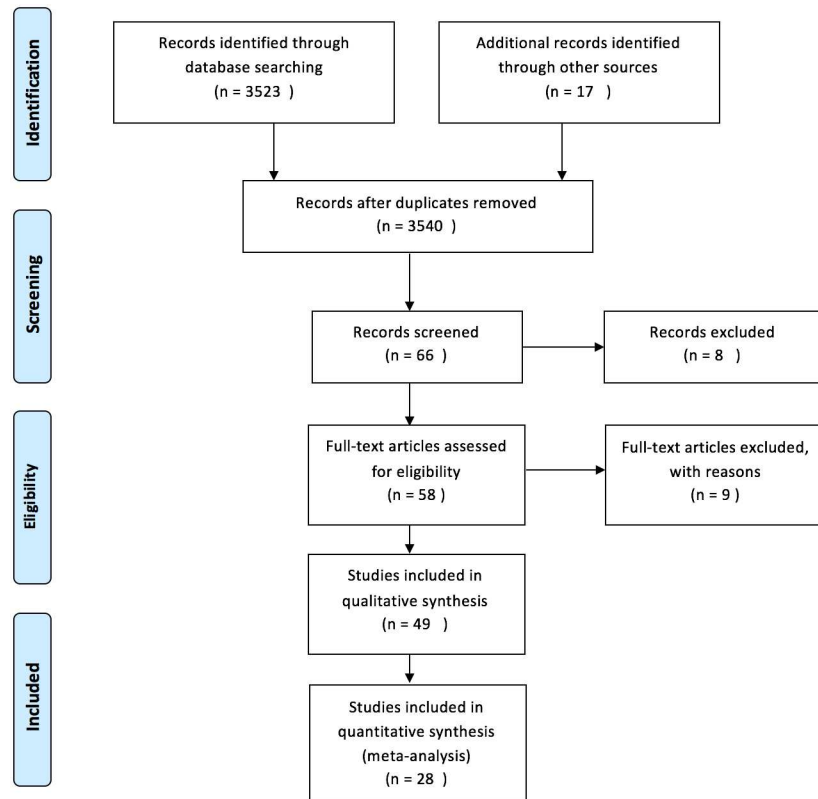 Identification
Records identified through
database searching
(n = 3523  )
Additional records identified
through other sources
(n = 17   )
Records after duplicates removed
(n = 3540  )
Screening
Records screened
(n = 66   )
Records excluded
(n = 8   )
Eligibility
Full-text articles assessed
for eligibility
(n = 58 )
Full-text articles excluded,
with reasons
(n = 9  )
Studies included in
qualitative synthesis
(n = 49   )
Included
Studies included in
quantitative synthesis
(meta-analysis)
(n = 28   )